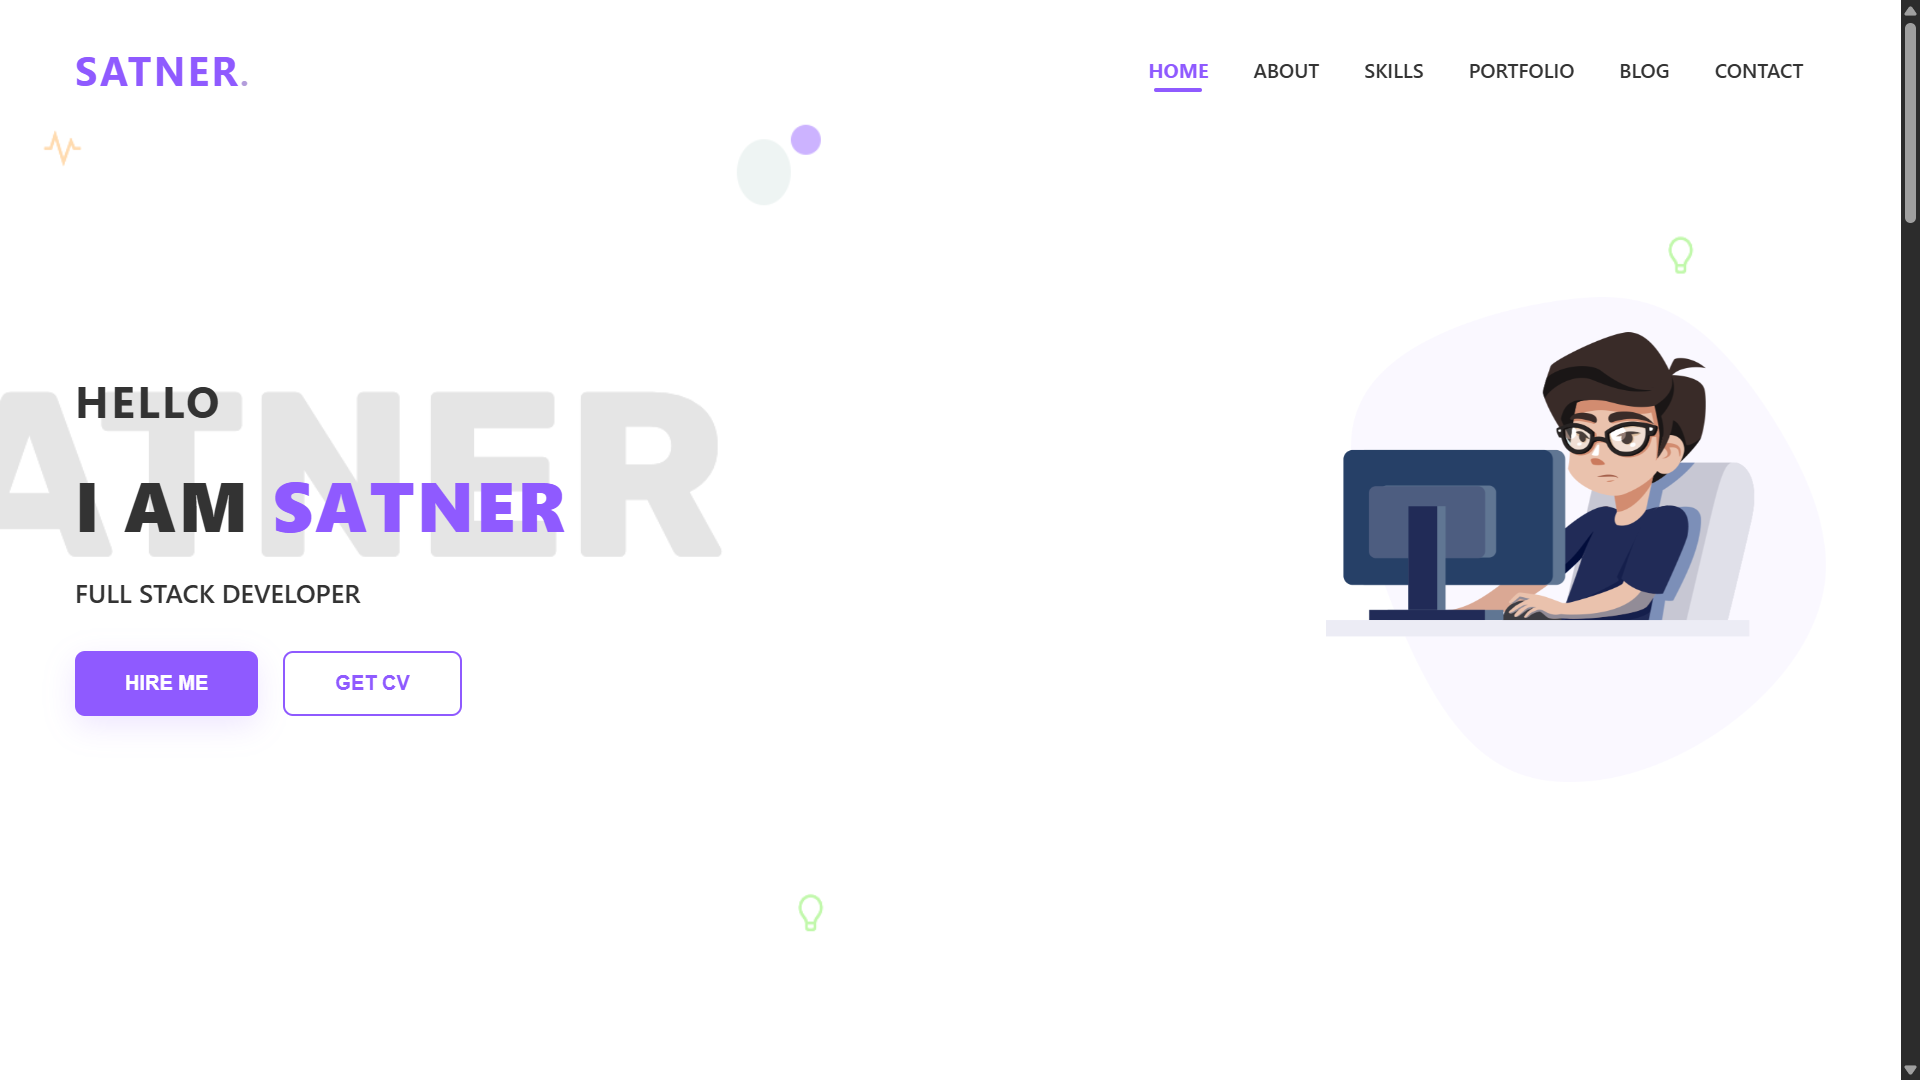 SATNER.
HOME ABOUT SKILLS PORTFOLIO BLOG CONTACT
ATNER
HELLO
I AM SATNER
FULL STACK DEVELOPER
HIRE ME GET CV